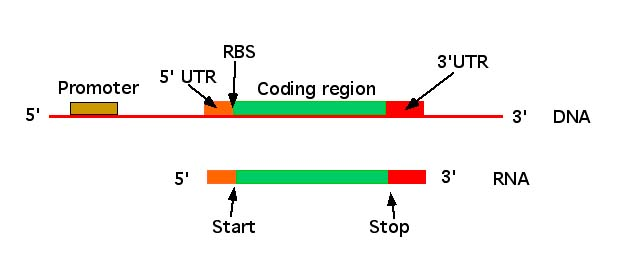 RBS
5' UTR
3'UTR
Promoter
Coding region
5'
3'
DNA
5'
3'
RNA
Start
Stop